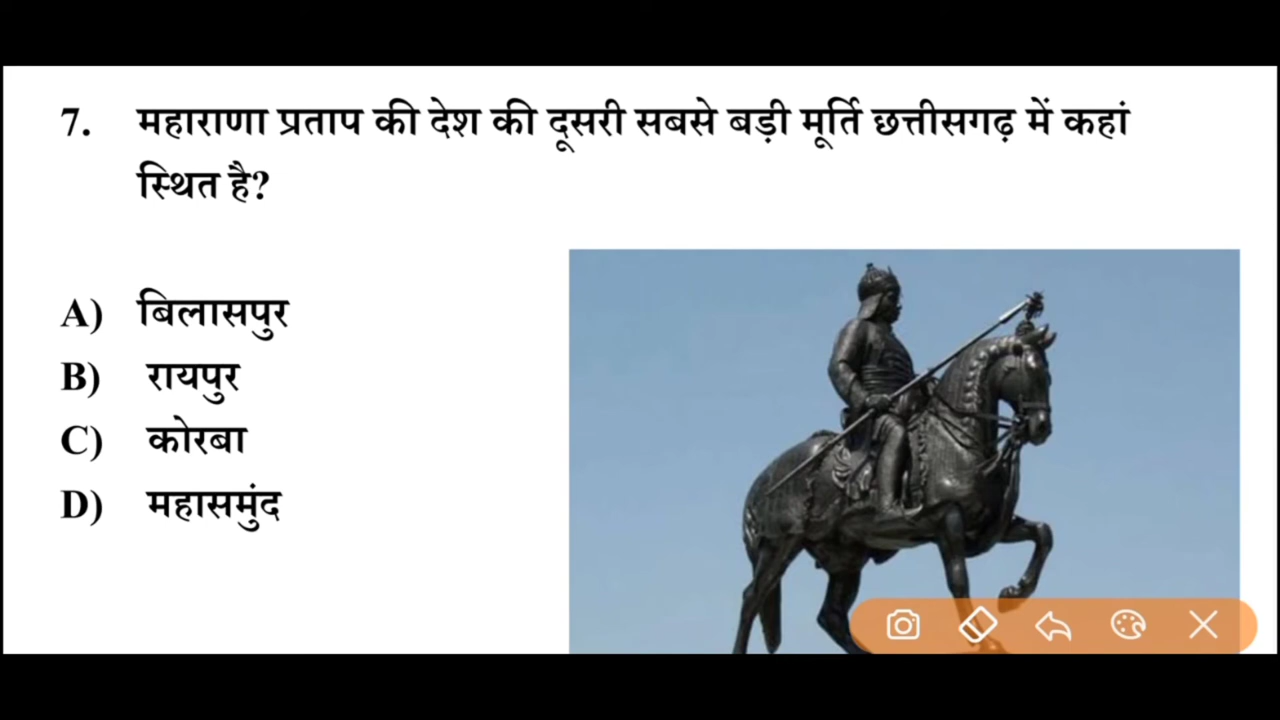 7. महाराणा प्रताप की देश की दूसरी सबसे बड़ी मूर्ति छत्तीसगढ़ में कहां
स्थित है?
A) बिलासपुर
B) रायपुर
C) कोरबा
D) महासमुंद